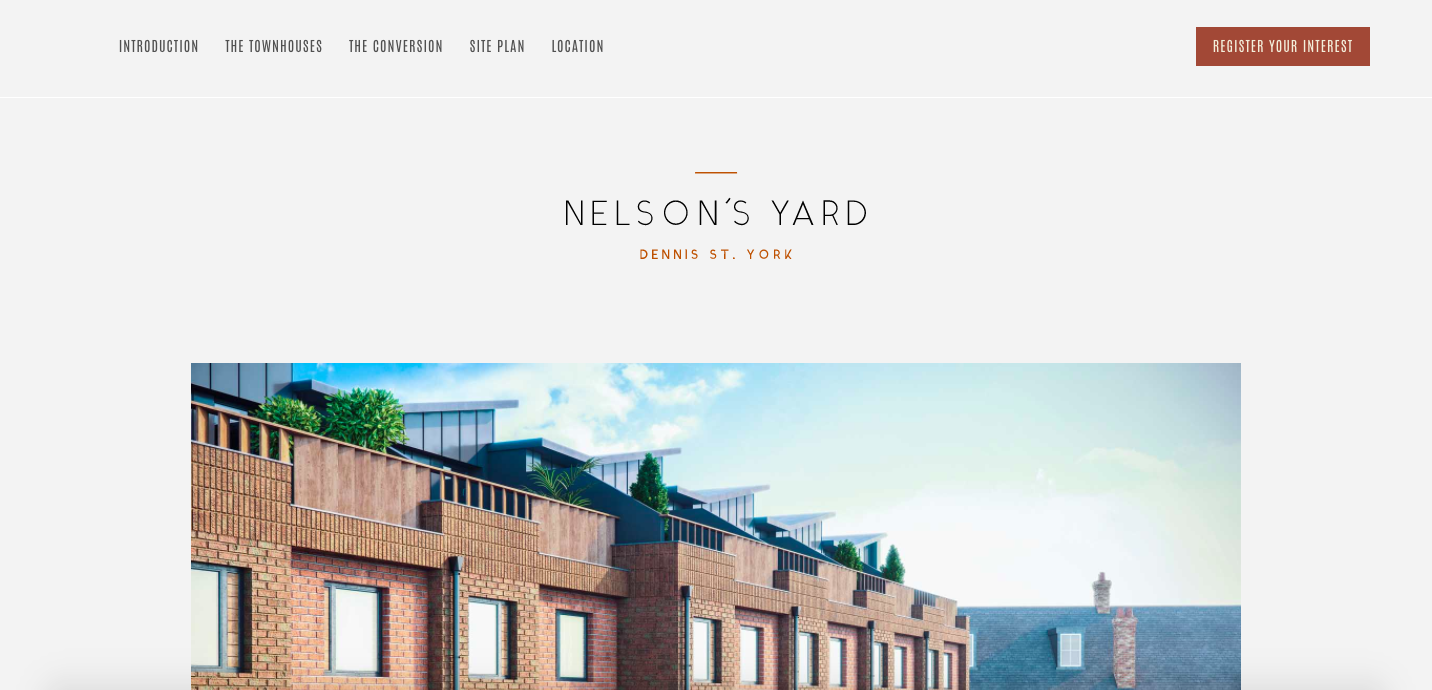 INTRODUCTION THE TOWNHOUSES THE CONVERSION SITE PLAN LOCATION REGISTER YOUR INTEREST
NELSON'S YARD
DENNIS ST. YORK